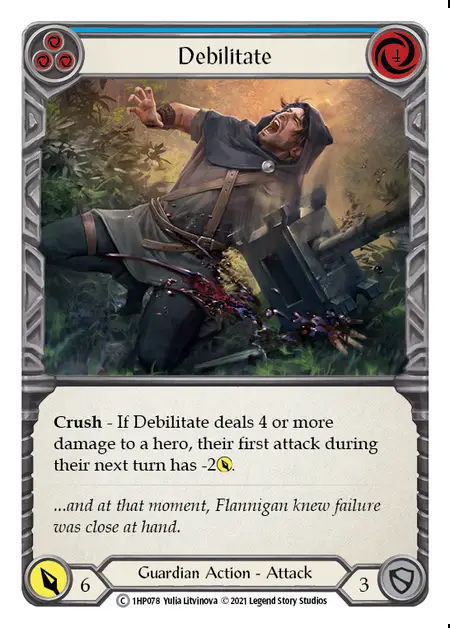 Debilitate
4
Crush - If Debilitate deals 4 or more
damage to a hero, their first attack during
their next turn has -2.
...and at that moment, Flannigan knew failure
was close at hand.
6
Guardian Action - Attack
3
C 1HP078 Yulia Litvinova © 2021 Legend Story Studios